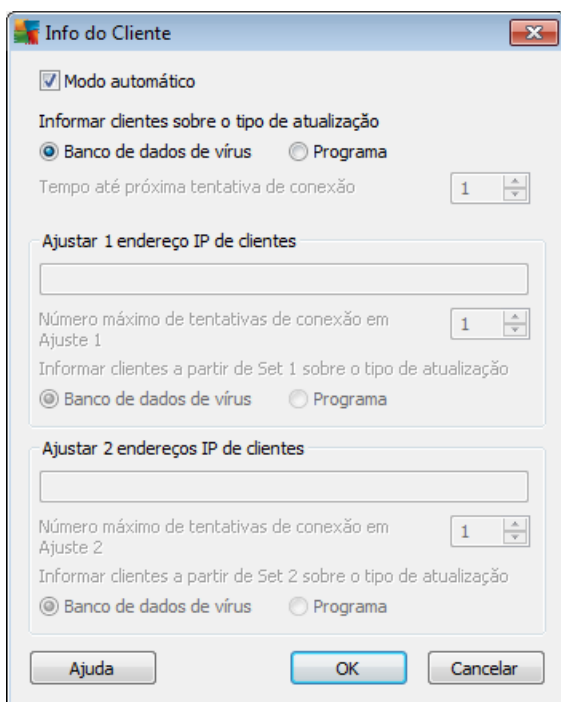 Info do Cliente
Modo automático
Informar clientes sobre o tipo de atualização
Banco de dados de vírus Programa
Tempo até próxima tentativa de conexão 1
Ajustar 1 endereço IP de clientes
Número máximo de tentativas de conexão em 1
Ajuste 1
Informar clientes a partir de Set 1 sobre o tipo de atualização
Banco de dados de vírus Programa
Ajustar 2 endereços IP de clientes
Número máximo de tentativas de conexão em 1
Ajuste 2
Informar clientes a partir de Set 2 sobre o tipo de atualização
Banco de dados de vírus Programa
Ajuda OK Cancelar